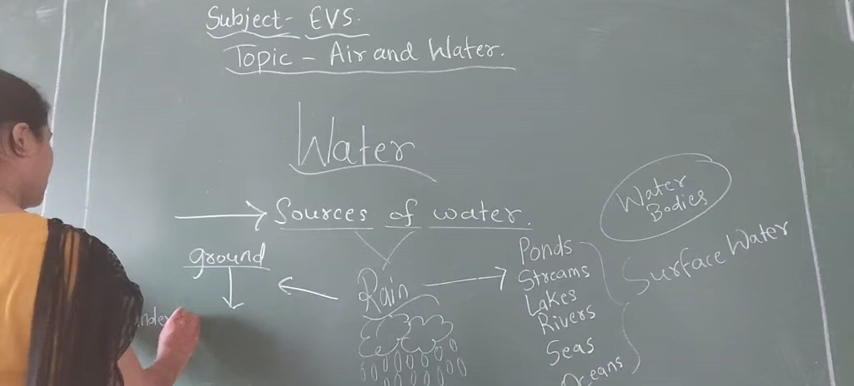 Subject- EVS.
Topic - Air and Water.
Water
Sources of water.
Water
Bodies
ground
Rain
Ponds
Streams
Lakes
Rivers
Seas
Oceans
Surface Water